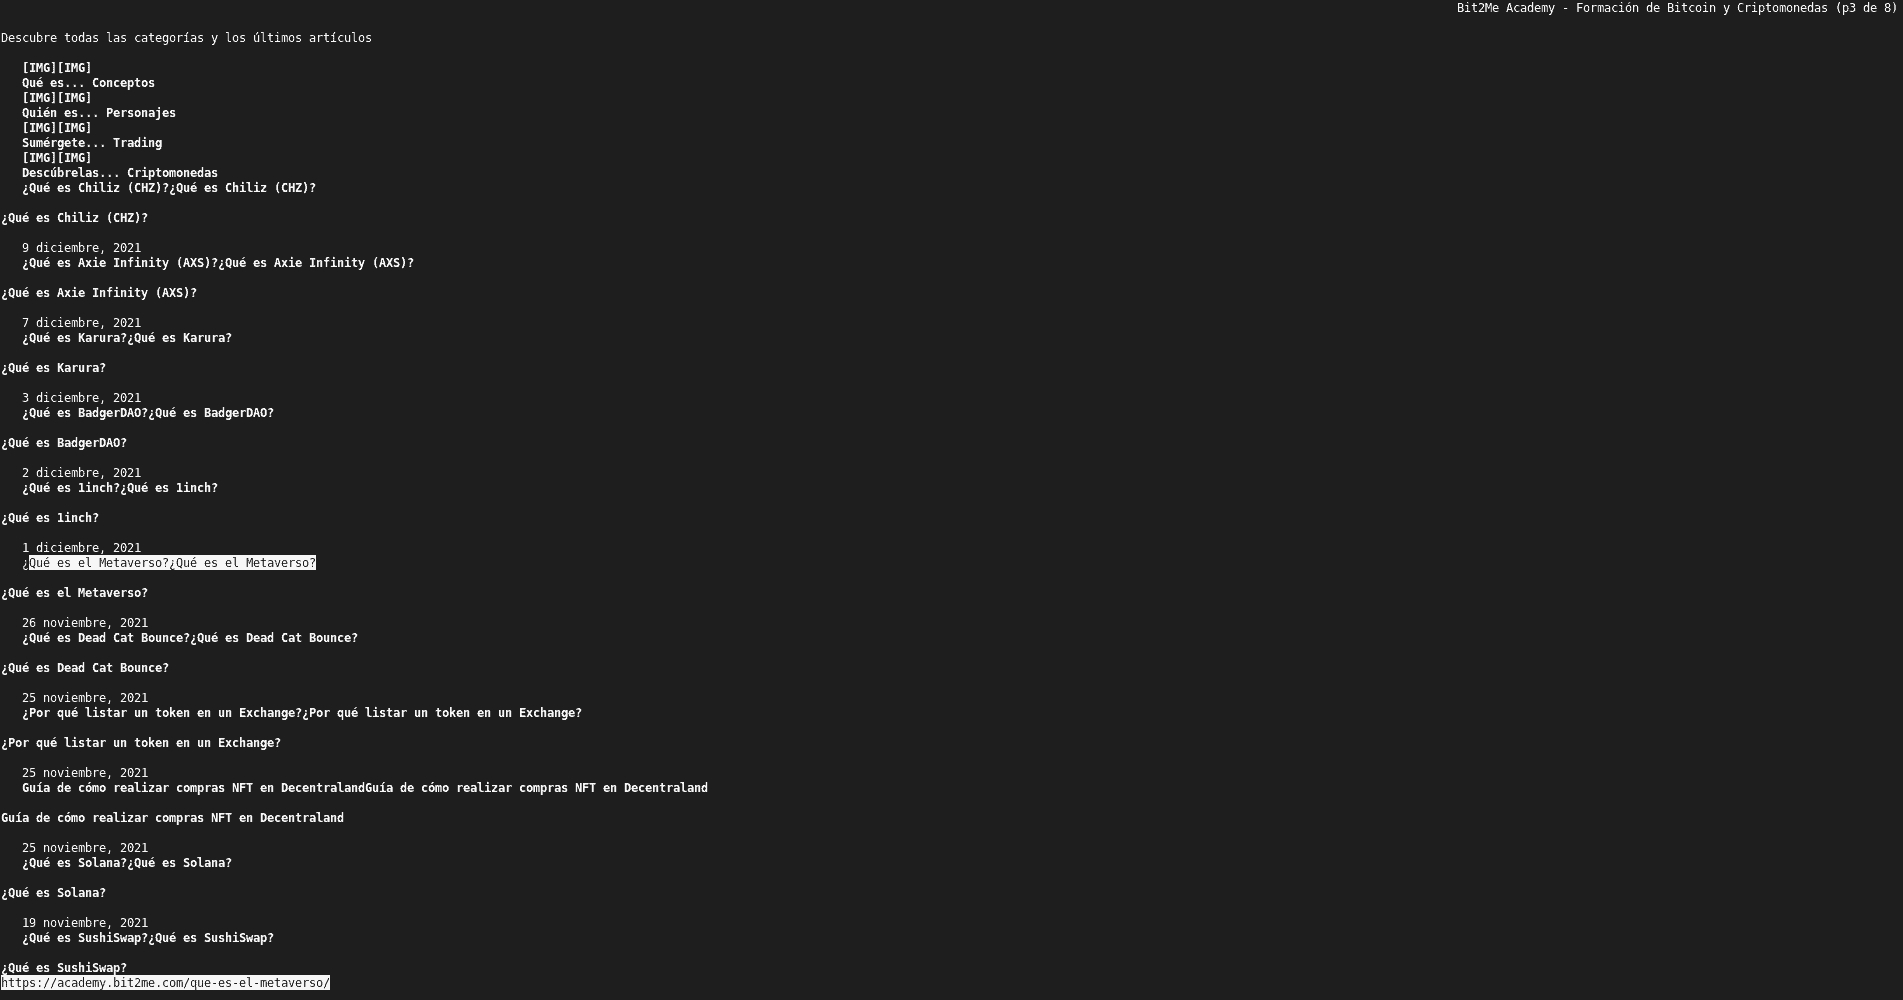 Bit2Me Academy - Formación de Bitcoin y Criptomonedas (p3 de 8)
Descubre todas las categorías y los últimos artículos
[IMG][IMG]
Qué es... Conceptos
[IMG][IMG]
Quién es... Personajes
[IMG][IMG]
Sumérgete... Trading
[IMG][IMG]
Descúbrelas... Criptomonedas
¿Qué es Chiliz (CHZ)?¿Qué es Chiliz (CHZ)?
¿Qué es Chiliz (CHZ)?
9 diciembre, 2021
¿Qué es Axie Infinity (AXS)?¿Qué es Axie Infinity (AXS)?
¿Qué es Axie Infinity (AXS)?
7 diciembre, 2021
¿Qué es Karura?¿Qué es Karura?
¿Qué es Karura?
3 diciembre, 2021
¿Qué es BadgerDAO?¿Qué es BadgerDAO?
¿Qué es BadgerDAO?
2 diciembre, 2021
¿Qué es 1inch?¿Qué es 1inch?
¿Qué es 1inch?
1 diciembre, 2021
¿Qué es el Metaverso?¿Qué es el Metaverso?
¿Qué es el Metaverso?
26 noviembre, 2021
¿Qué es Dead Cat Bounce?¿Qué es Dead Cat Bounce?
¿Qué es Dead Cat Bounce?
25 noviembre, 2021
¿Por qué listar un token en un Exchange?¿Por qué listar un token en un Exchange?
¿Por qué listar un token en un Exchange?
25 noviembre, 2021
Guía de cómo realizar compras NFT en DecentralandGuía de cómo realizar compras NFT en Decentraland
Guía de cómo realizar compras NFT en Decentraland
25 noviembre, 2021
¿Qué es Solana?¿Qué es Solana?
¿Qué es Solana?
19 noviembre, 2021
¿Qué es SushiSwap?¿Qué es SushiSwap?
¿Qué es SushiSwap?
https://academy.bit2me.com/que-es-el-metaverso/